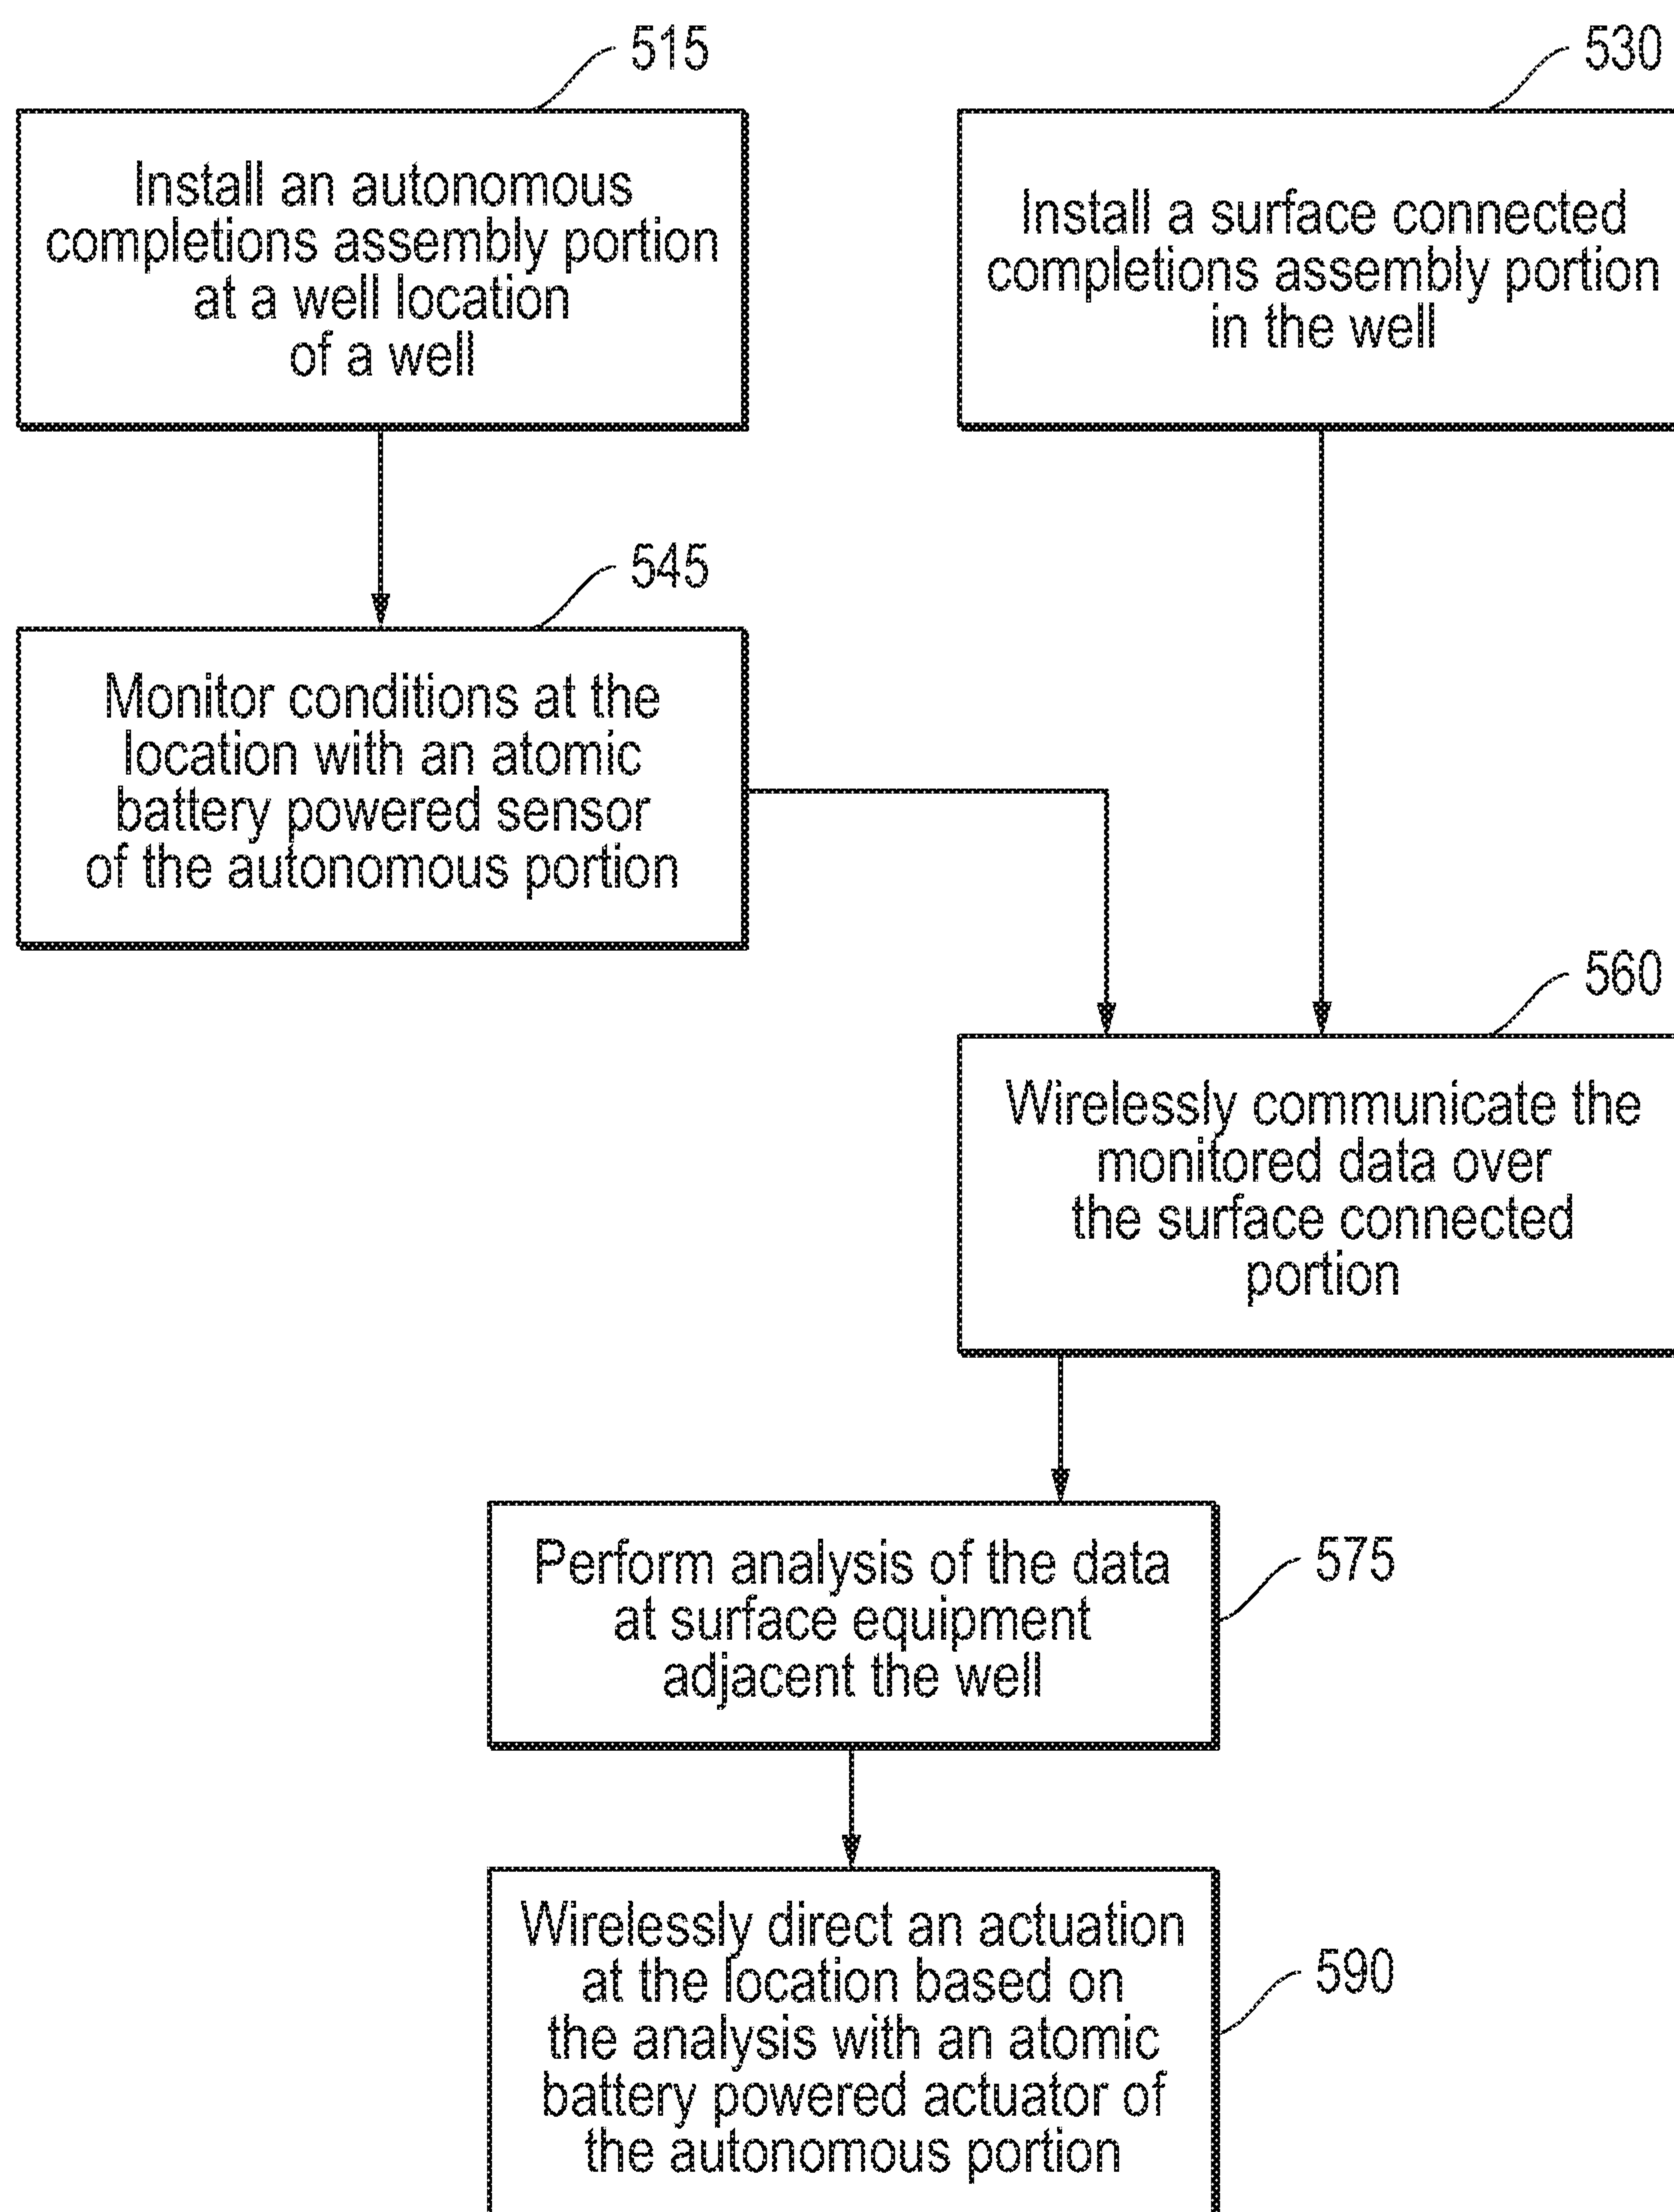 515
Install an autonomous
completions assembly portion
at a well location
of a well
530
Install a surface connected
completions assembly portion
in the well
545
Monitor conditions at the
location with an atomic
battery powered sensor
of the autonomous portion
560
Wirelessly communicate the
monitored data over
the surface connected
portion
575
Perform analysis of the data
at surface equipment
adjacent the well
590
Wirelessly direct an actuation
at the location based on
the analysis with an atomic
battery powered actuator of
the autonomous portion